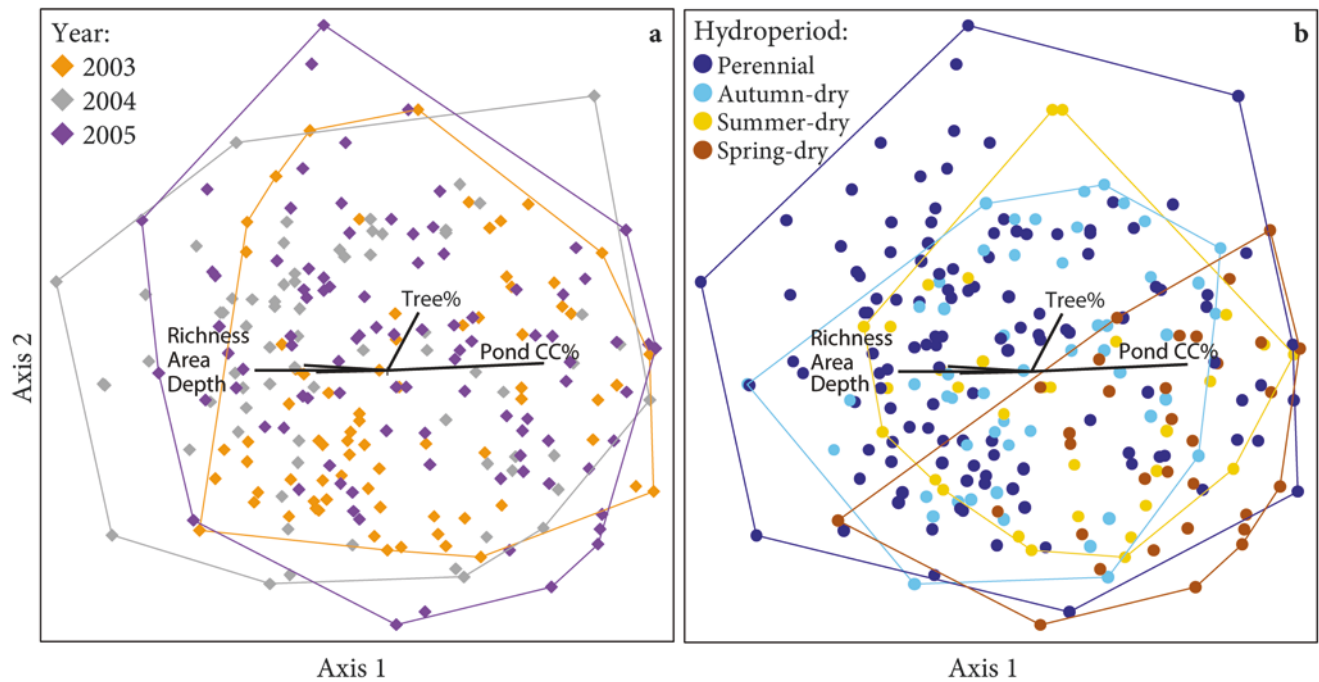 Year:
2003
2004
2005
a
Tree%
Richness
Area
Depth
Pond CC%
Axis 2
Axis 1
Hydroperiod:
Perennial
Autumn-dry
Summer-dry
Spring-dry
b
Tree%
Richness
Area
Depth
Pond CC%
Axis 1